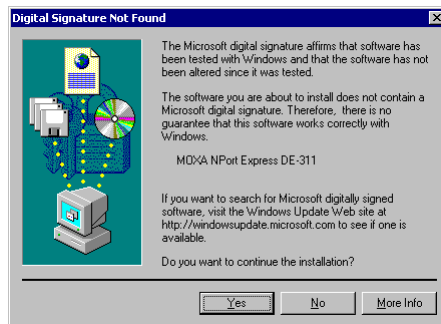 Digital Signature Not Found
The Microsoft digital signature affirms that software has
been tested with Windows and that the software has not
been altered since it was tested.
The software you are about to install does not contain a
Microsoft digital signature. Therefore, there is no
guarantee that this software works correctly with
Windows.
MOXA NPort Express DE-311
If you want to search for Microsoft digitally signed
software, visit the Windows Update Web site at
http://windowsupdate.microsoft.com to see if one is
available.
Do you want to continue the installation?
Yes No More Info